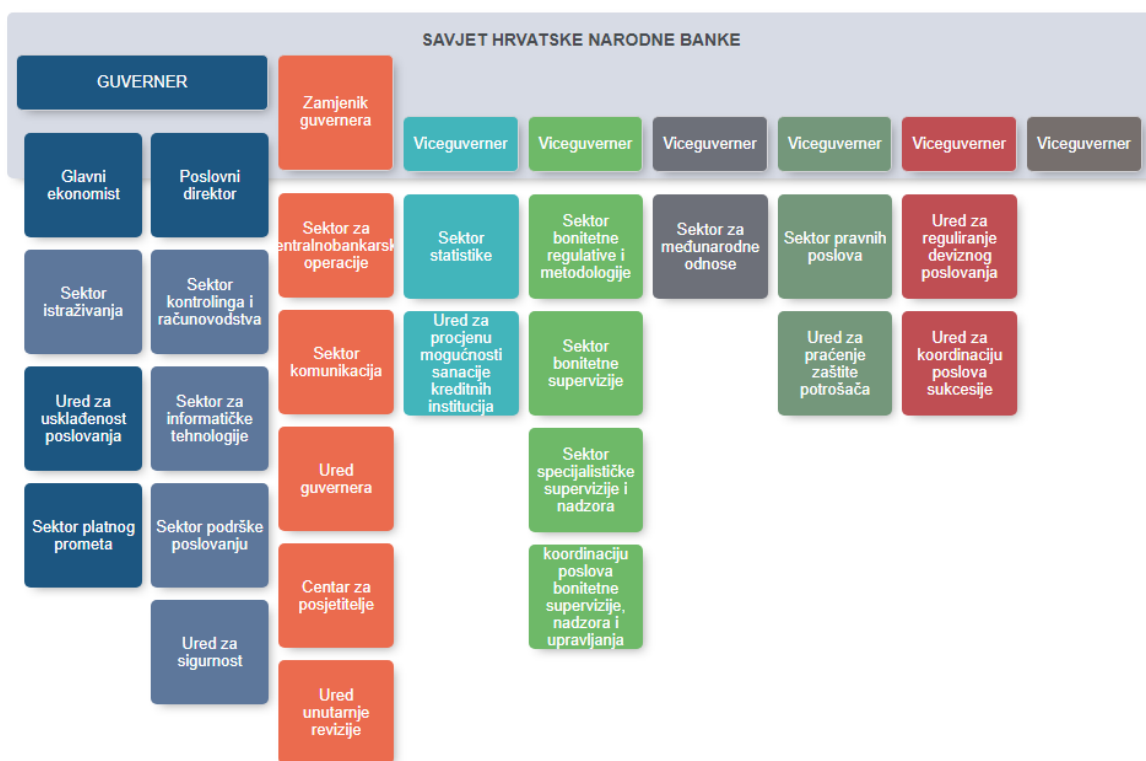 SAVJET HRVATSKE NARODNE BANKE
GUVERNER
Zamjenik
guvernera
Viceguverner
Viceguverner
Viceguverner
Viceguverner
Viceguverner
Viceguverner
Glavni
ekonomist
Poslovni
direktor
Sektor za
entralnobankarsk
operacije
Sektor
statistike
Sektor
bonitetne
regulative i
metodologije
Sektor za
međunarodne
odnose
Sektor pravnih
poslova
Ured za
reguliranje
deviznog
poslovanja
Sektor
istraživanja
Sektor
kontrolinga i
računovodstva
Sektor
komunikacija
Ured za
procjenu
mogućnosti
sanacije
kreditnih
institucija
Sektor
bonitetne
supervizije
Ured za
praćenje
zaštite
potrošača
Ured za
koordinaciju
poslova
sukcesije
Ured za
usklađenost
poslovanja
Sektor za
informatičke
tehnologije
Ured
guvernera
Sektor
specijalističke
supervizije i
nadzora
Sektor platnog
prometa
Sektor podrške
poslovanju
Centar za
posjetitelje
koordinaciju
poslova
bonitetne
supervizije,
nadzora i
upravljanja
Ured za
sigurnost
Ured
unutarnje
revizije